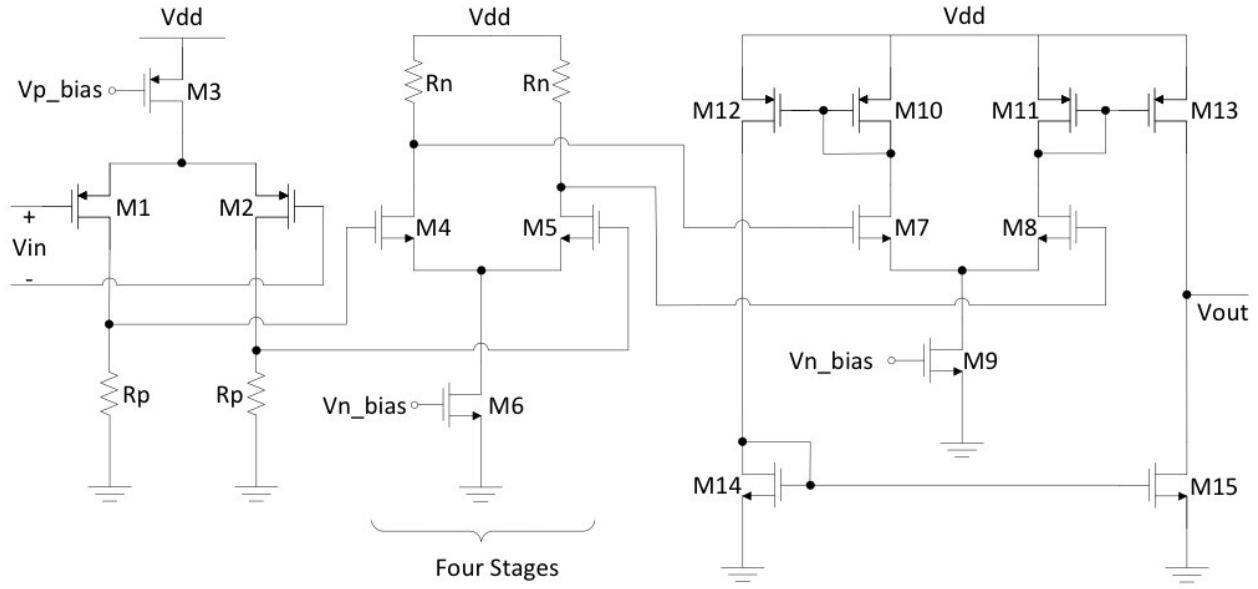 Vdd
Vdd
Vdd
Vp_bias
M3
Rn
Rn
M12
M10
M11
M13
M1
M2
+
Vin
-
M4
M5
M7
M8
Vout
Rp
Rp
Vn_bias
M6
Vn_bias
M9
M14
M15
Four Stages